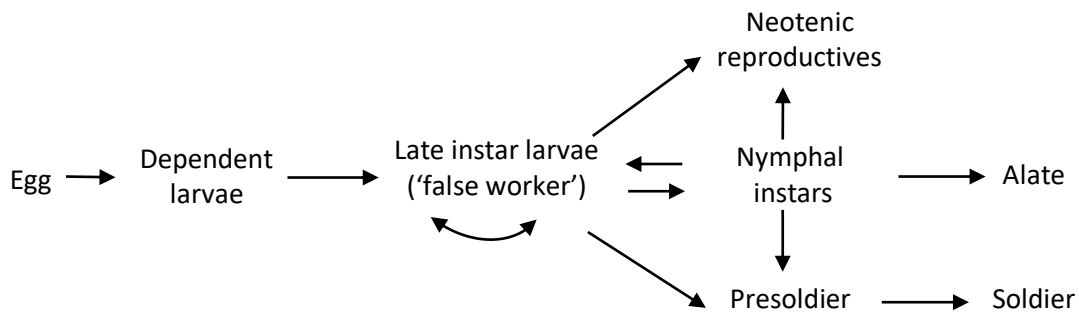 Neotenic
reproductives
Egg
Dependent
larvae
Late instar larvae
(‘false worker’)
Nymphal
instars
Alate
Presoldier
Soldier